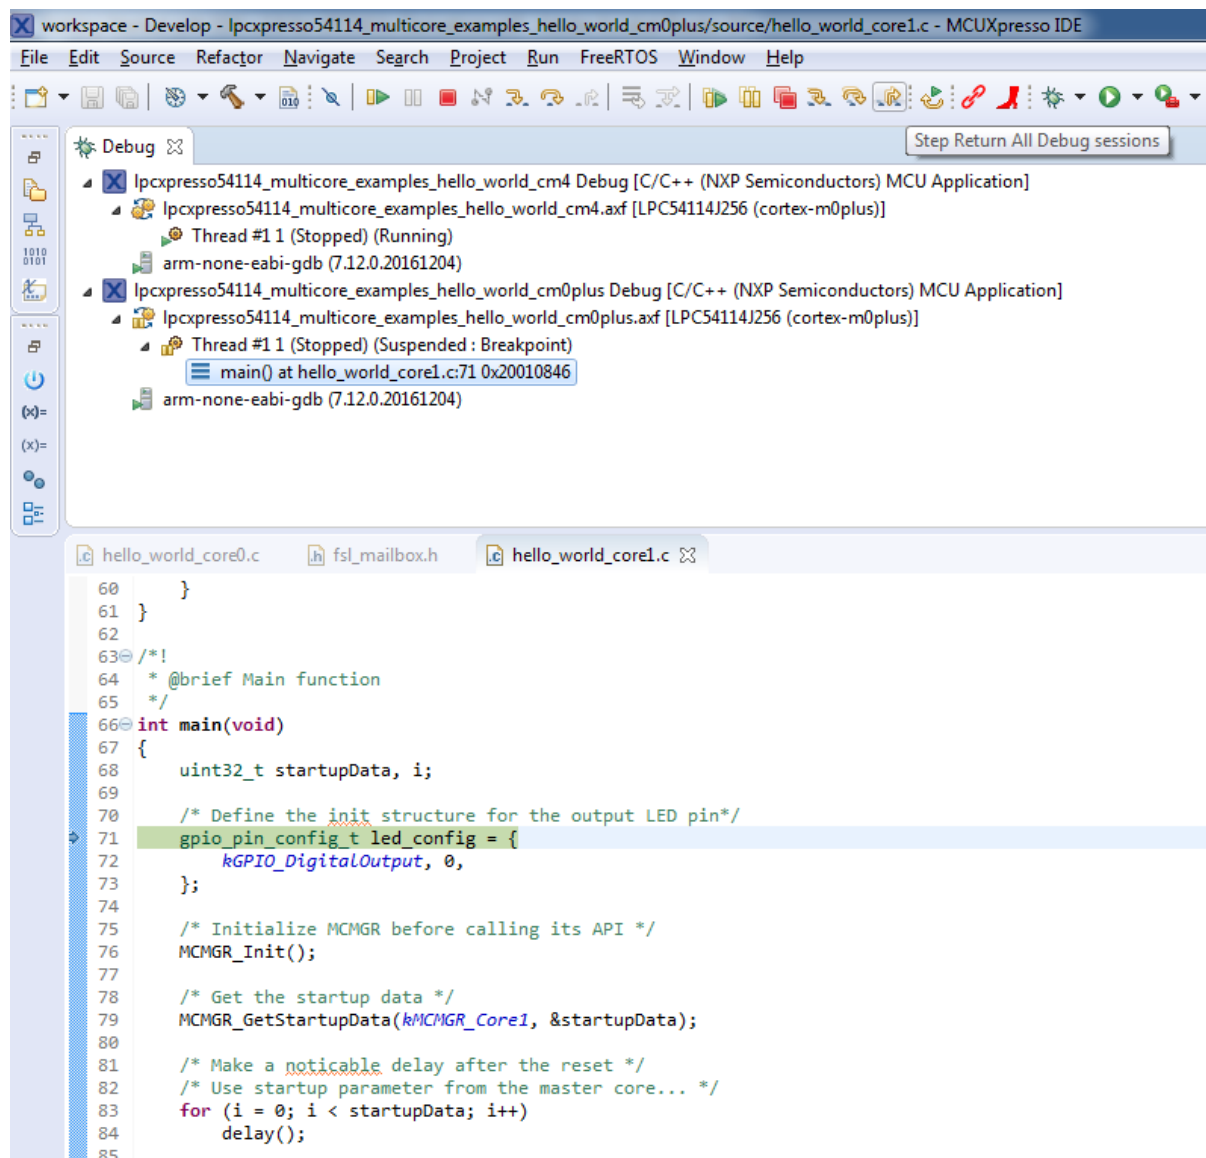 workspace - Develop - lpcxpresso54114_multicore_examples_hello_world_cm0plus/source/hello_world_core1.c - MCUXpresso IDE
File Edit Source Refactor Navigate Search Project Run FreeRTOS Window Help
010
Step Return All Debug sessions
Debug
lpcxpresso54114_multicore_examples_hello_world_cm4 Debug [C/C++ (NXP Semiconductors) MCU Application]
lpcxpresso54114_multicore_examples_hello_world_cm4.axf [LPC54114J256 (cortex-m0plus)]
Thread #1 1 (Stopped) (Running)
arm-none-eabi-gdb (7.12.0.20161204)
lpcxpresso54114_multicore_examples_hello_world_cm0plus Debug [C/C++ (NXP Semiconductors) MCU Application]
lpcxpresso54114_multicore_examples_hello_world_cm0plus.axf [LPC54114J256 (cortex-m0plus)]
Thread #1 1 (Stopped) (Suspended : Breakpoint)
main() at hello_world_core1.c:71 0x20010846
arm-none-eabi-gdb (7.12.0.20161204)
1010
0101
(x)=
(x)=
hello_world_core0.c fsl_mailbox.h hello_world_core1.c
60     }
61 }
62
63 /*!
64  * @brief Main function
65  */
66 int main(void)
67 {
68     uint32_t startupData, i;
69
70     /* Define the init structure for the output LED pin*/
71     gpio_pin_config_t led_config = {
72         kGPIO_DigitalOutput, 0,
73     };
74
75     /* Initialize MCMGR before calling its API */
76     MCMGR_Init();
77
78     /* Get the startup data */
79     MCMGR_GetStartupData(kMCMGR_Core1, &startupData);
80
81     /* Make a noticable delay after the reset */
82     /* Use startup parameter from the master core... */
83     for (i = 0; i < startupData; i++)
84         delay();
85